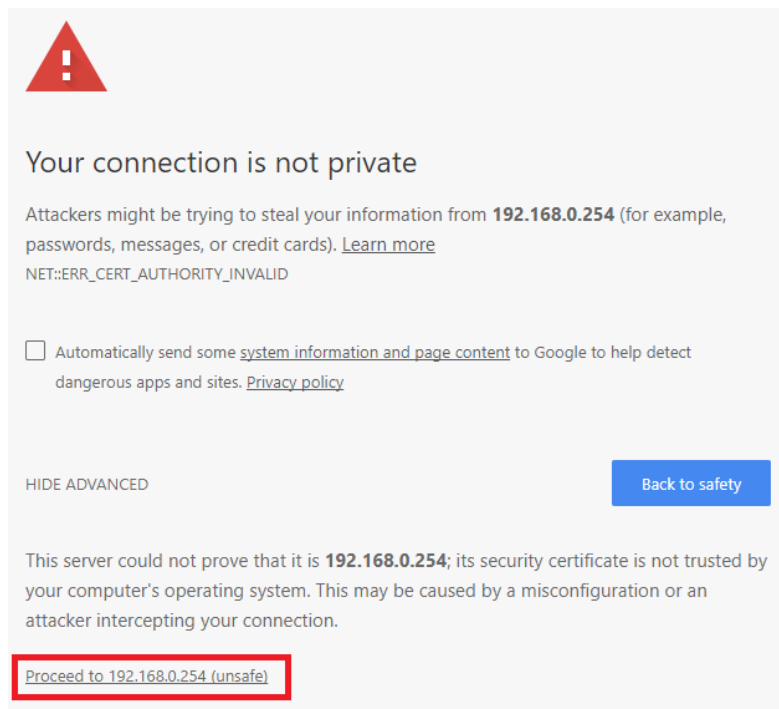 Your connection is not private
Attackers might be trying to steal your information from 192.168.0.254 (for example,
passwords, messages, or credit cards). Learn more
NET::ERR_CERT_AUTHORITY_INVALID
Automatically send some system information and page content to Google to help detect
dangerous apps and sites. Privacy policy
HIDE ADVANCED
Back to safety
This server could not prove that it is 192.168.0.254; its security certificate is not trusted by
your computer's operating system. This may be caused by a misconfiguration or an
attacker intercepting your connection.
Proceed to 192.168.0.254 (unsafe)